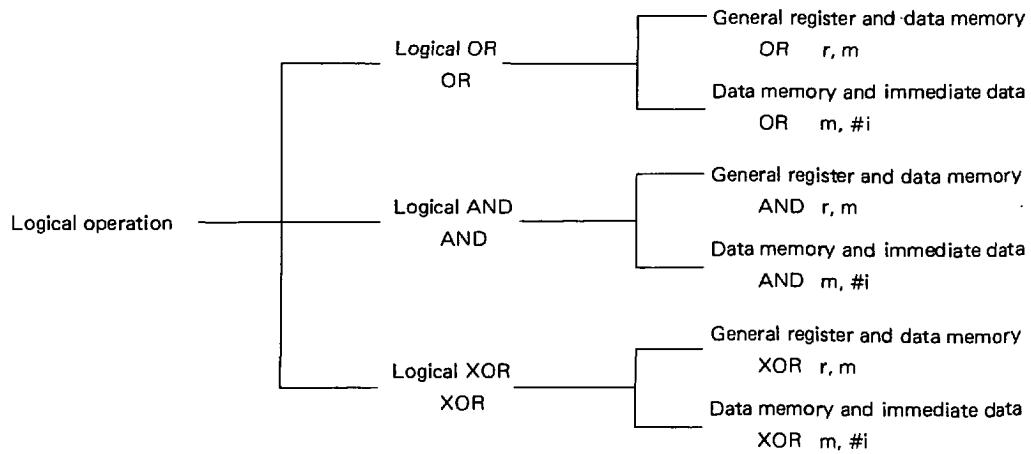 General register and data memory
OR r, m
Logical OR
OR
Data memory and immediate data
OR m, #i
General register and data memory
AND r, m
Logical operation
Logical AND
AND
Data memory and immediate data
AND m, #i
General register and data memory
XOR r, m
Logical XOR
XOR
Data memory and immediate data
XOR m, #i